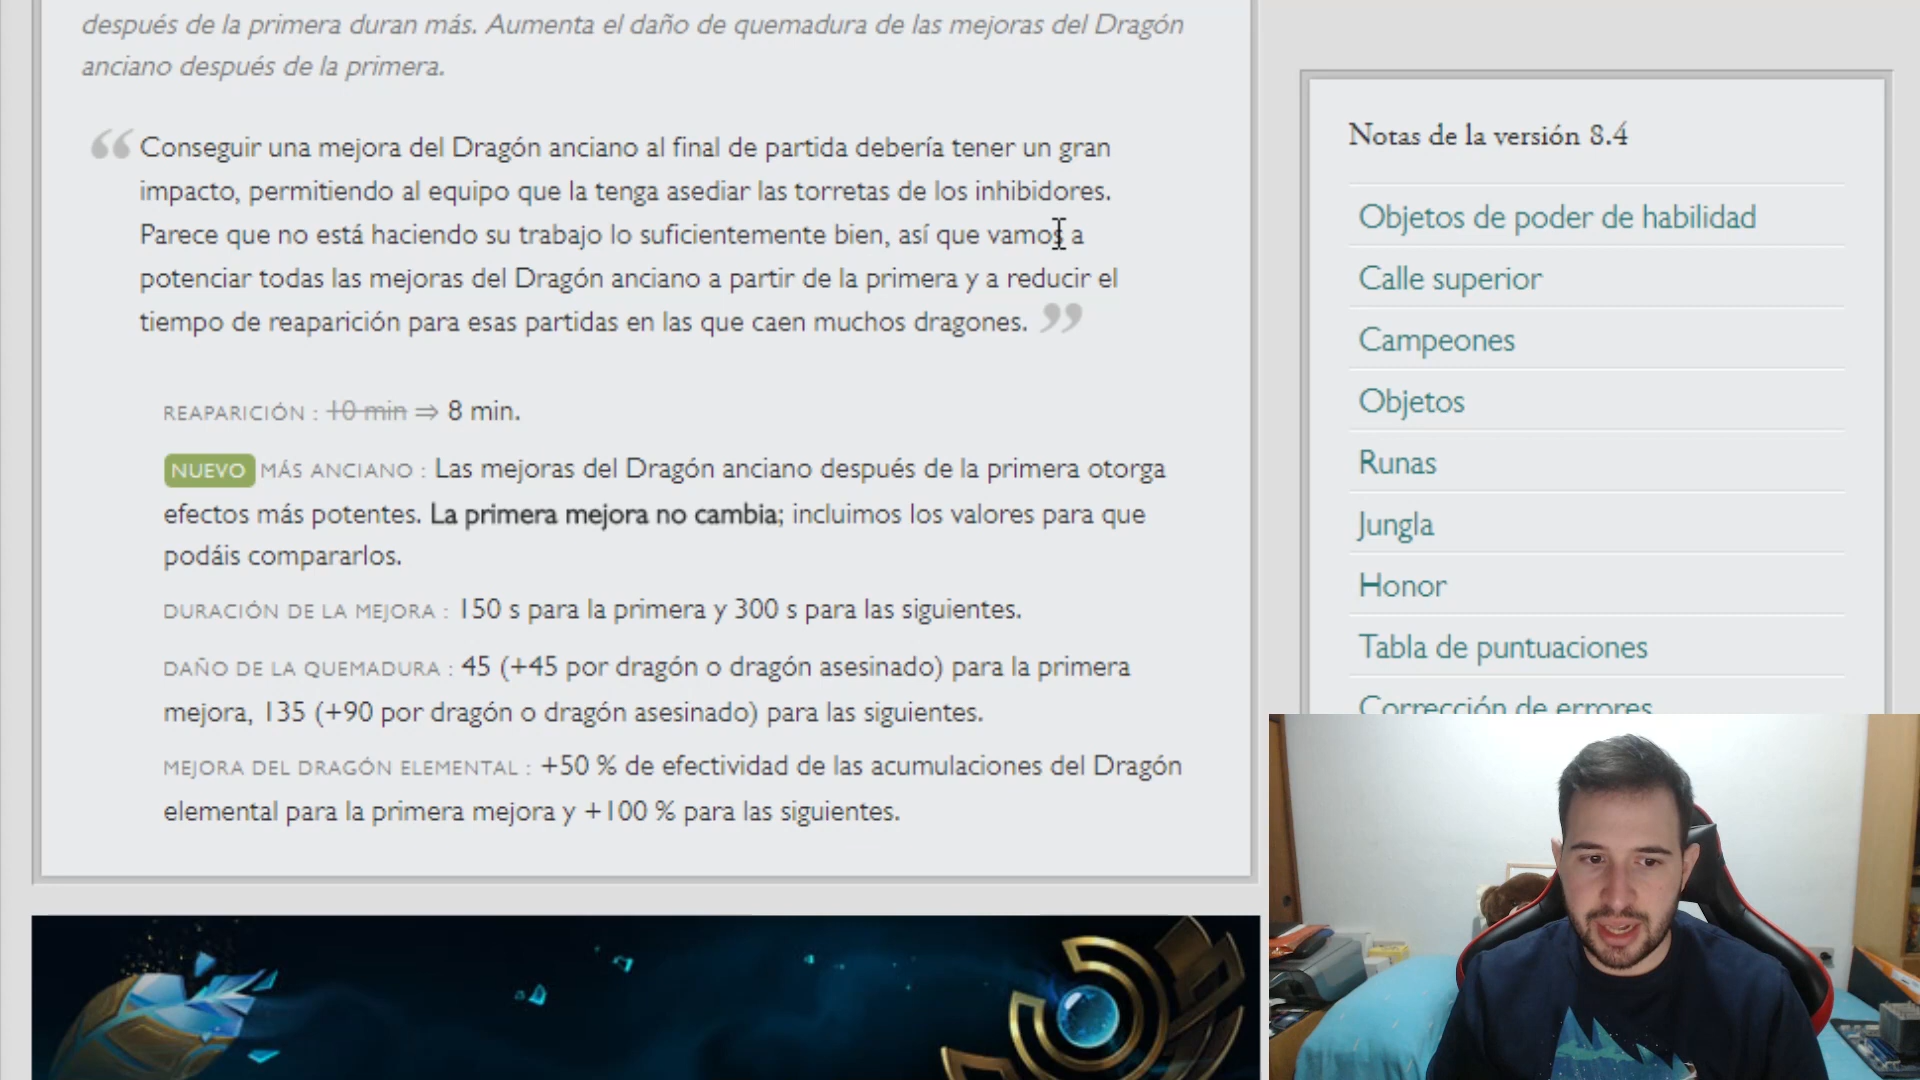 después de la primera duran más. Aumenta el daño de quemadura de las mejoras del Dragón
anciano después de la primera.
“ Conseguir una mejora del Dragón anciano al final de partida debería tener un gran
impacto, permitiendo al equipo que la tenga asediar las torretas de los inhibidores.
Parece que no está haciendo su trabajo lo suficientemente bien, así que vamos a
potenciar todas las mejoras del Dragón anciano a partir de la primera y a reducir el
tiempo de reaparición para esas partidas en las que caen muchos dragones. ”
REAPARICIÓN : 10 min ⇒ 8 min.
NUEVO MÁS ANCIANO : Las mejoras del Dragón anciano después de la primera otorga
efectos más potentes. La primera mejora no cambia; incluimos los valores para que
podáis compararlos.
DURACIÓN DE LA MEJORA : 150 s para la primera y 300 s para las siguientes.
DAÑO DE LA QUEMADURA : 45 (+45 por dragón o dragón asesinado) para la primera
mejora, 135 (+90 por dragón o dragón asesinado) para las siguientes.
MEJORA DEL DRAGÓN ELEMENTAL : +50 % de efectividad de las acumulaciones del Dragón
elemental para la primera mejora y +100 % para las siguientes.
Notas de la versión 8.4
Objetos de poder de habilidad
Calle superior
Campeones
Objetos
Runas
Jungla
Honor
Tabla de puntuaciones
Corrección de errores